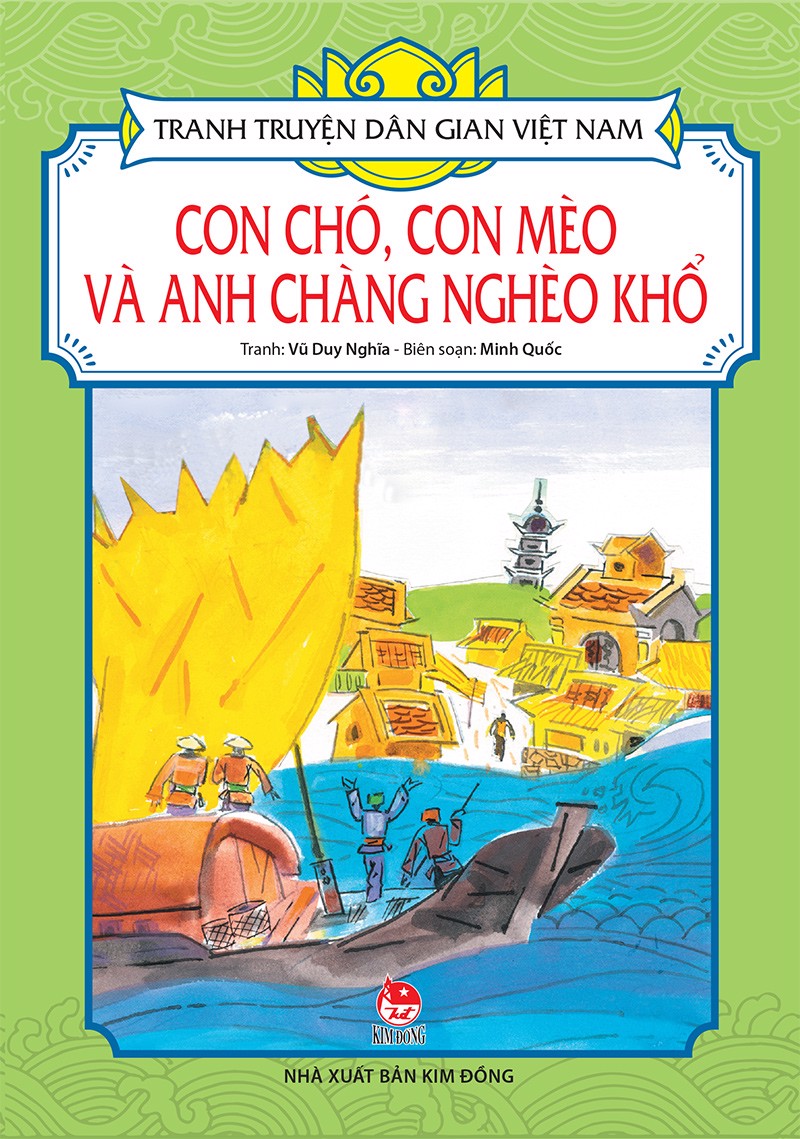 TRANH TRUYỆN DÂN GIAN VIỆT NAM
CON CHÓ, CON MÈO
VÀ ANH CHÀNG NGHÈO KHỔ
Tranh: Vũ Duy Nghĩa - Biên soạn: Minh Quốc
KIM ĐỒNG
NHÀ XUẤT BẢN KIM ĐỒNG